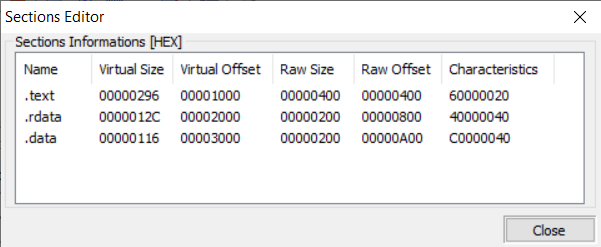 Sections Editor
Sections Informations [HEX]
Name Virtual Size Virtual Offset Raw Size Raw Offset Characteristics
.text 00000296 00001000 00000400 00000400 60000020
.rdata 0000012C 00002000 00000200 00000800 40000040
.data 00000116 00003000 00000200 00000A00 C0000040
Close